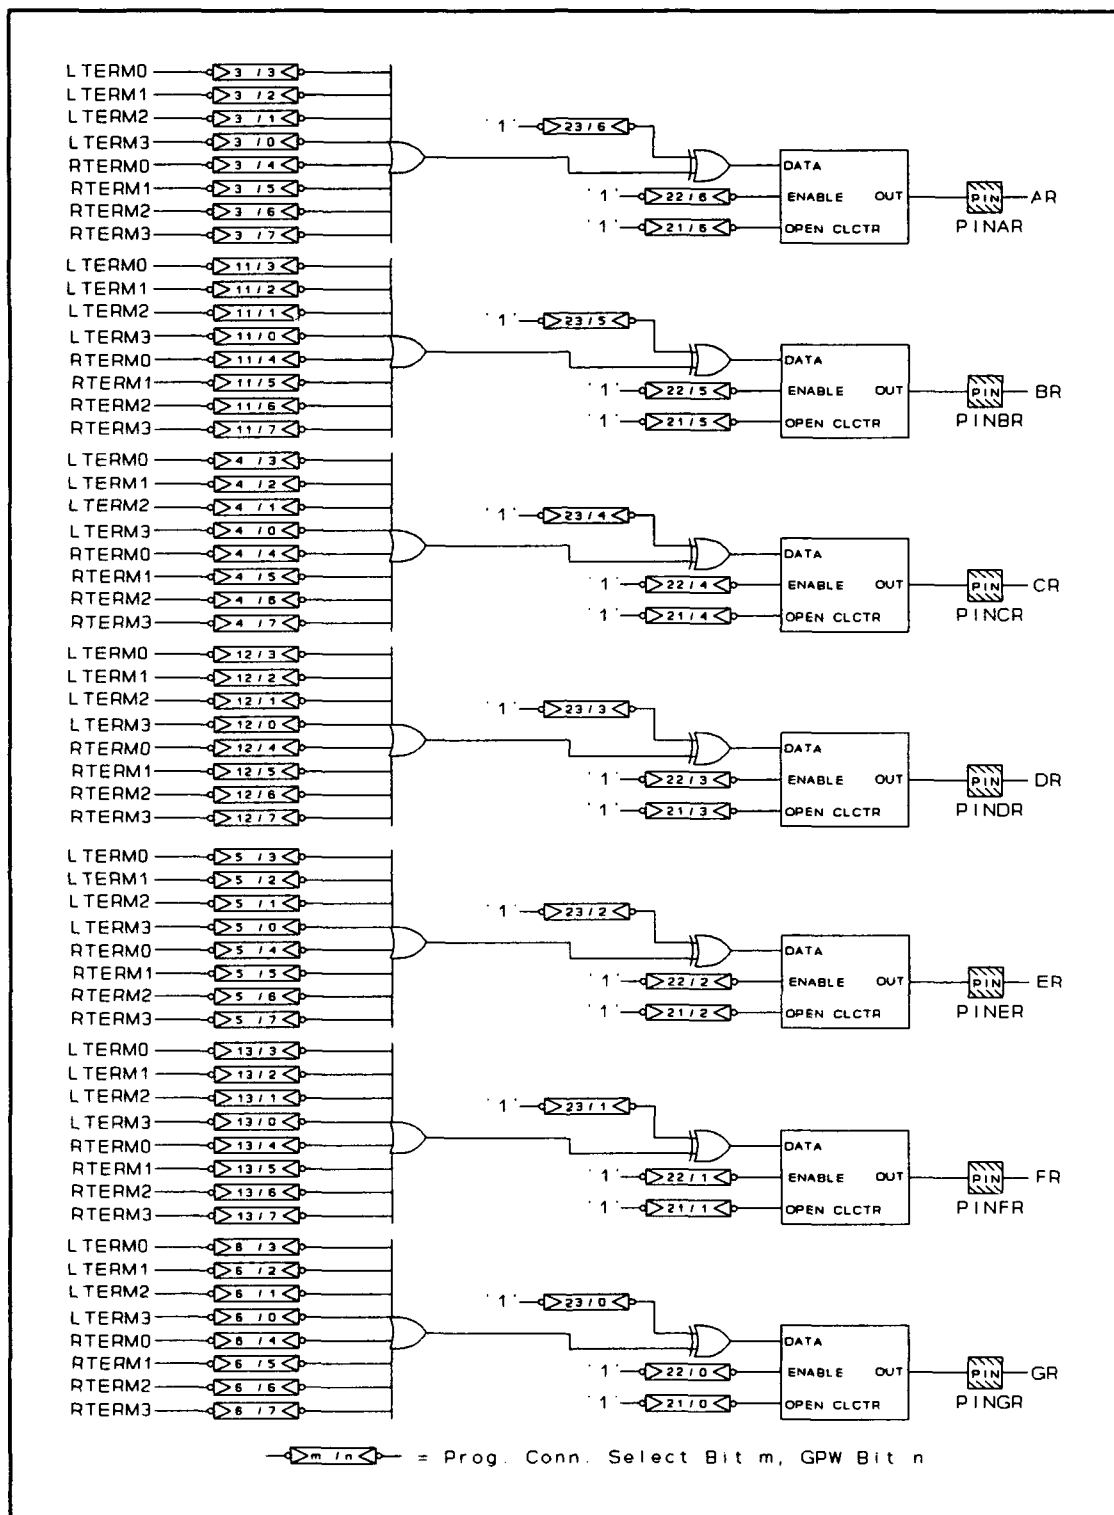 LTERM0 3 / 3
LTERM1 3 / 2
LTERM2 3 / 1
LTERM3 3 / 0
RTERM0 3 / 4
RTERM1 3 / 5
RTERM2 3 / 6
RTERM3 3 / 7
'1' 23/6
'1' 22/6
'1' 21/6
DATA
ENABLE OUT
OPEN CLCTR
PIN AR
PINAR
LTERM0 11/3
LTERM1 11/2
LTERM2 11/1
LTERM3 11/0
RTERM0 11/4
RTERM1 11/5
RTERM2 11/6
RTERM3 11/7
'1' 23/5
'1' 22/5
'1' 21/5
DATA
ENABLE OUT
OPEN CLCTR
PIN BR
PINBR
LTERM0 4 / 3
LTERM1 4 / 2
LTERM2 4 / 1
LTERM3 4 / 0
RTERM0 4 / 4
RTERM1 4 / 5
RTERM2 4 / 6
RTERM3 4 / 7
'1' 23/4
'1' 22/4
'1' 21/4
DATA
ENABLE OUT
OPEN CLCTR
PIN CR
PINCR
LTERM0 12/3
LTERM1 12/2
LTERM2 12/1
LTERM3 12/0
RTERM0 12/4
RTERM1 12/5
RTERM2 12/6
RTERM3 12/7
'1' 23/3
'1' 22/3
'1' 21/3
DATA
ENABLE OUT
OPEN CLCTR
PIN DR
PINDR
LTERM0 5 / 3
LTERM1 5 / 2
LTERM2 5 / 1
LTERM3 5 / 0
RTERM0 5 / 4
RTERM1 5 / 5
RTERM2 5 / 6
RTERM3 5 / 7
'1' 23/2
'1' 22/2
'1' 21/2
DATA
ENABLE OUT
OPEN CLCTR
PIN ER
PINER
LTERM0 13/3
LTERM1 13/2
LTERM2 13/1
LTERM3 13/0
RTERM0 13/4
RTERM1 13/5
RTERM2 13/6
RTERM3 13/7
'1' 23/1
'1' 22/1
'1' 21/1
DATA
ENABLE OUT
OPEN CLCTR
PIN FR
PINFR
LTERM0 6 / 3
LTERM1 6 / 2
LTERM2 6 / 1
LTERM3 6 / 0
RTERM0 6 / 4
RTERM1 6 / 5
RTERM2 6 / 6
RTERM3 6 / 7
'1' 23/0
'1' 22/0
'1' 21/0
DATA
ENABLE OUT
OPEN CLCTR
PIN GR
PINGR
m / n = Prog. Conn. Select Bit m, GPW Bit n